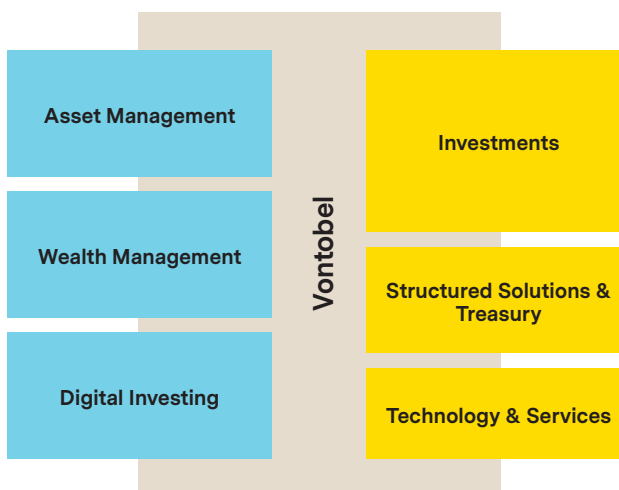 Asset Management
Wealth Management
Digital Investing
Vontobel
Investments
Structured Solutions &
Treasury
Technology & Services